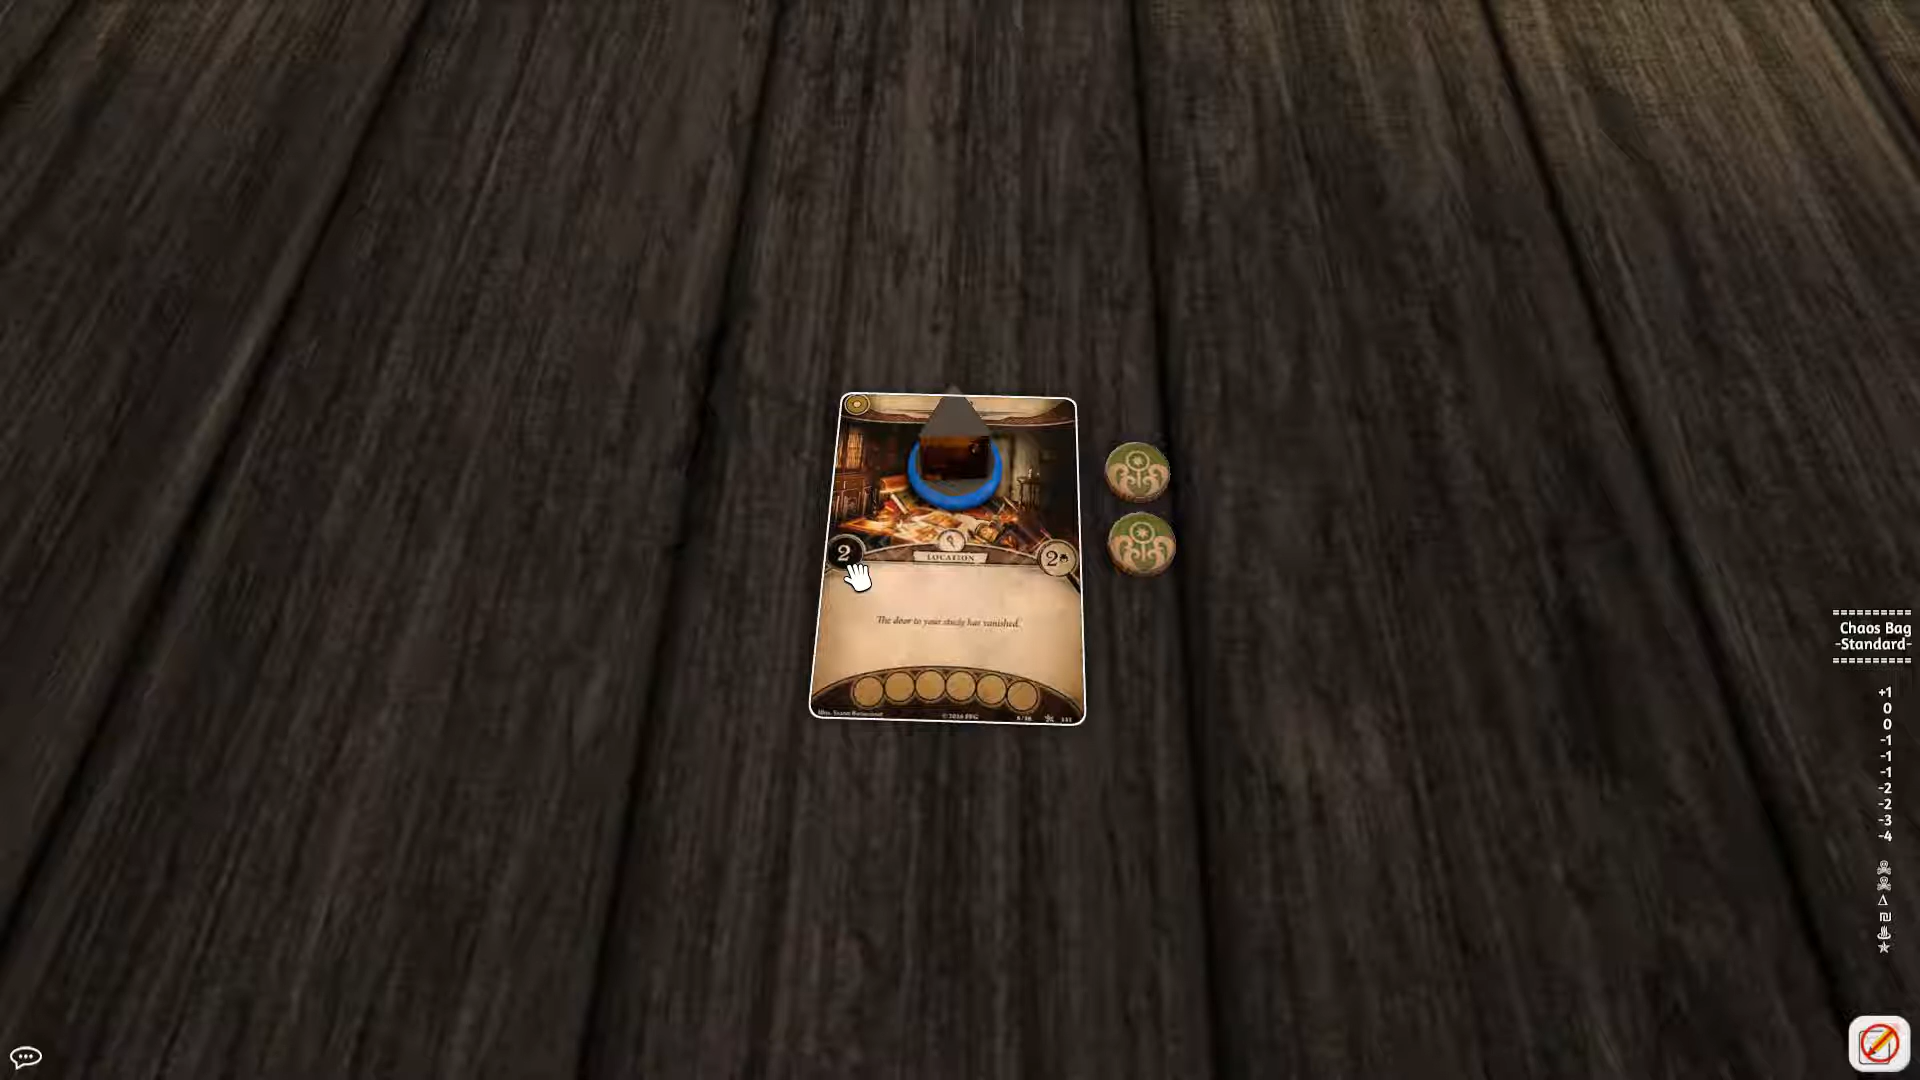 2
LOCATION
2
The door to your study has vanished.
© 2016 FFG
==========
Chaos Bag
-Standard-
==========
+1
0
0
-1
-1
-1
-2
-2
-3
-4